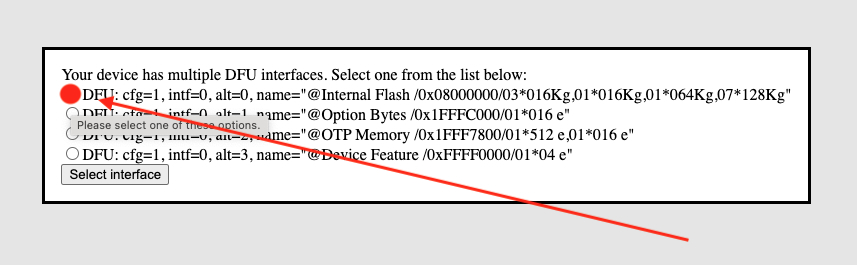 Your device has multiple DFU interfaces. Select one from the list below:
DFU: cfg=1, intf=0, alt=0, name="@Internal Flash /0x08000000/03*016Kg,01*016Kg,01*064Kg,07*128Kg"
DFU: cfg=1, intf=0, alt=1, name="@Option Bytes /0x1FFFC000/01*016 e"
Please select one of these options.
DFU: cfg=1, intf=0, alt=2, name="@OTP Memory /0x1FFF7800/01*512 e,01*016 e"
DFU: cfg=1, intf=0, alt=3, name="@Device Feature /0xFFFF0000/01*04 e"
Select interface